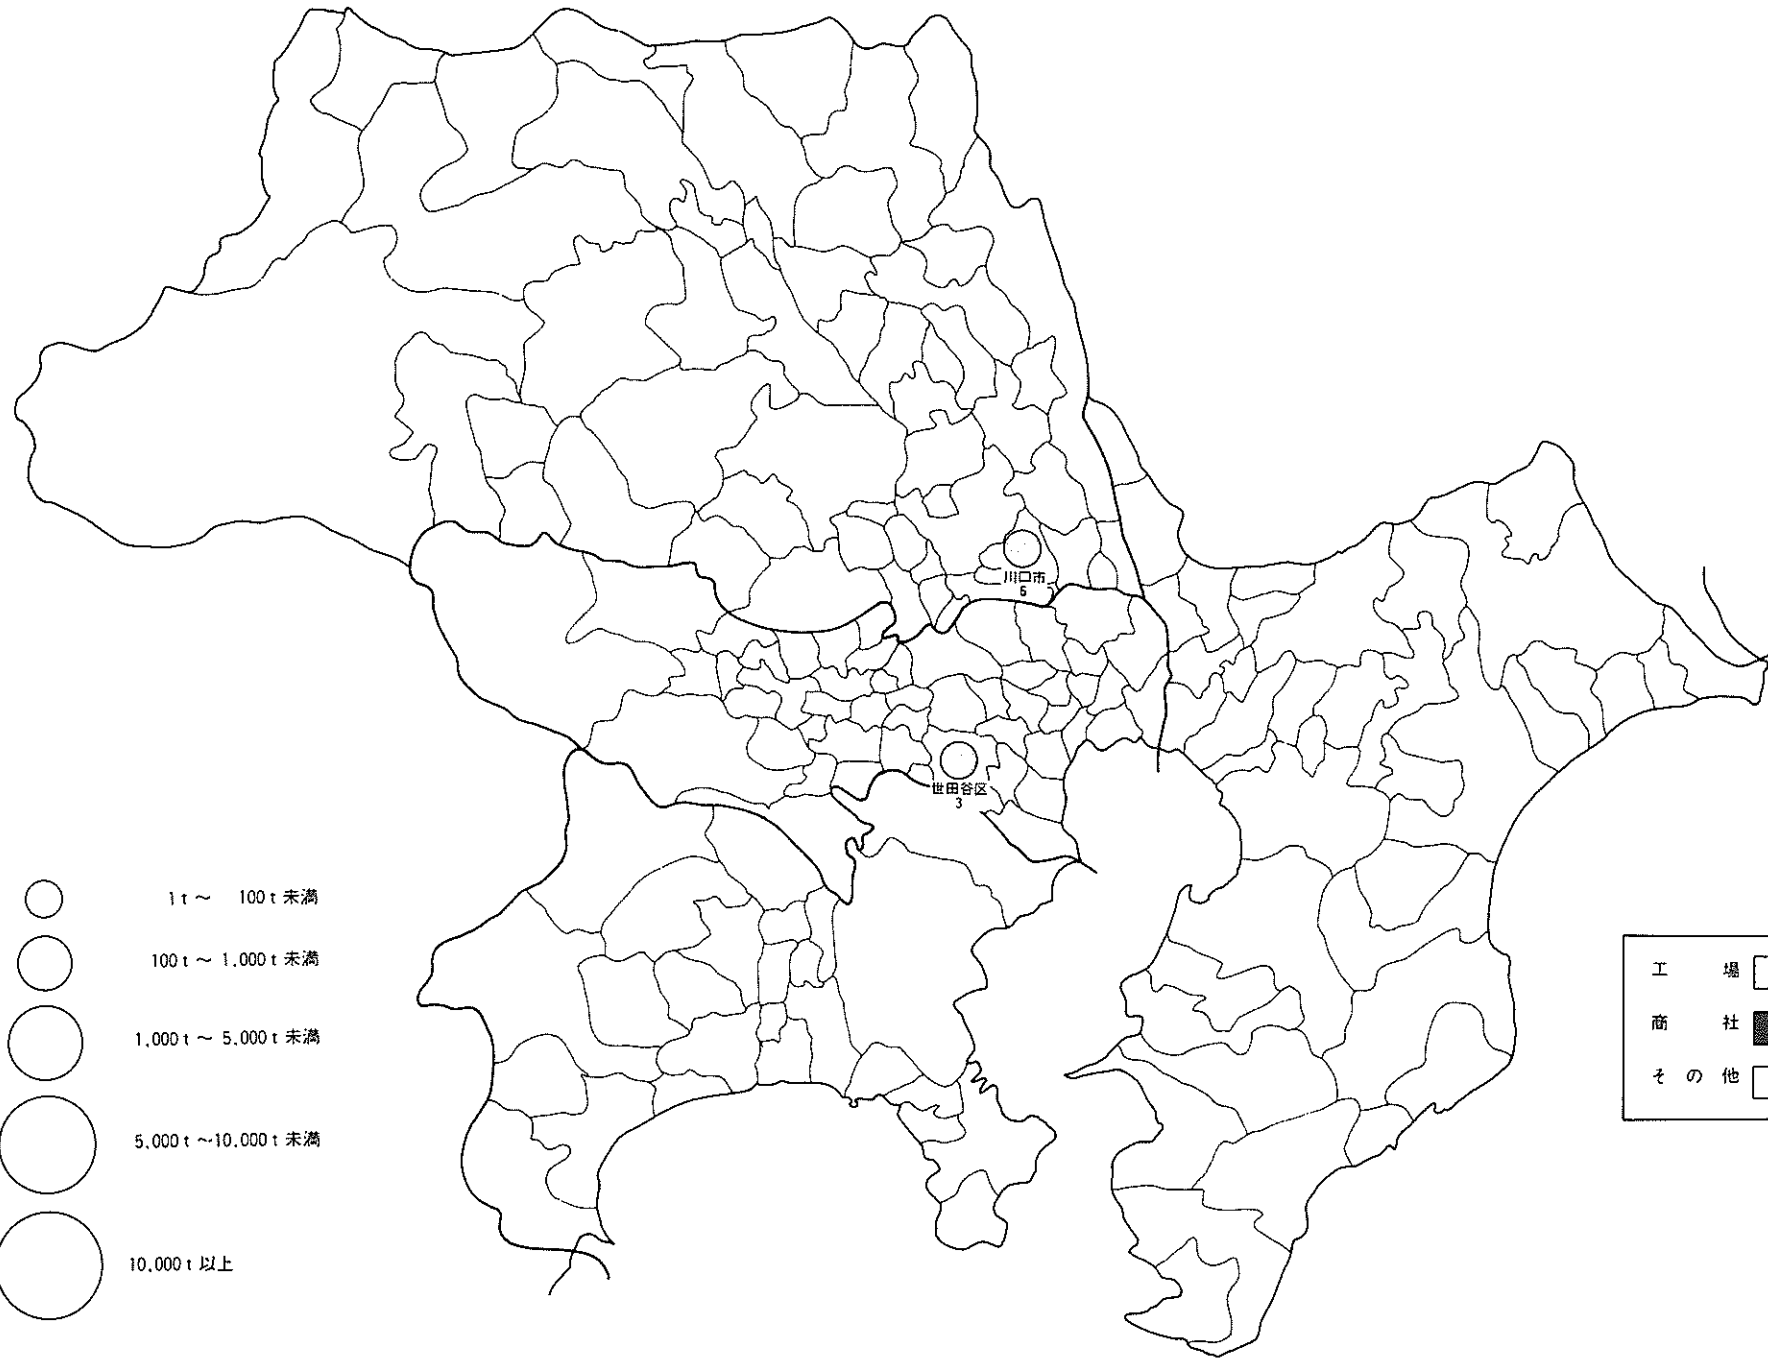 川口市
6
世田谷区
3
1t～ 100t未満
100t～1,000t未満
1,000t～5,000t未満
5,000t～10,000t未満
10,000t以上
工場
商社
その他